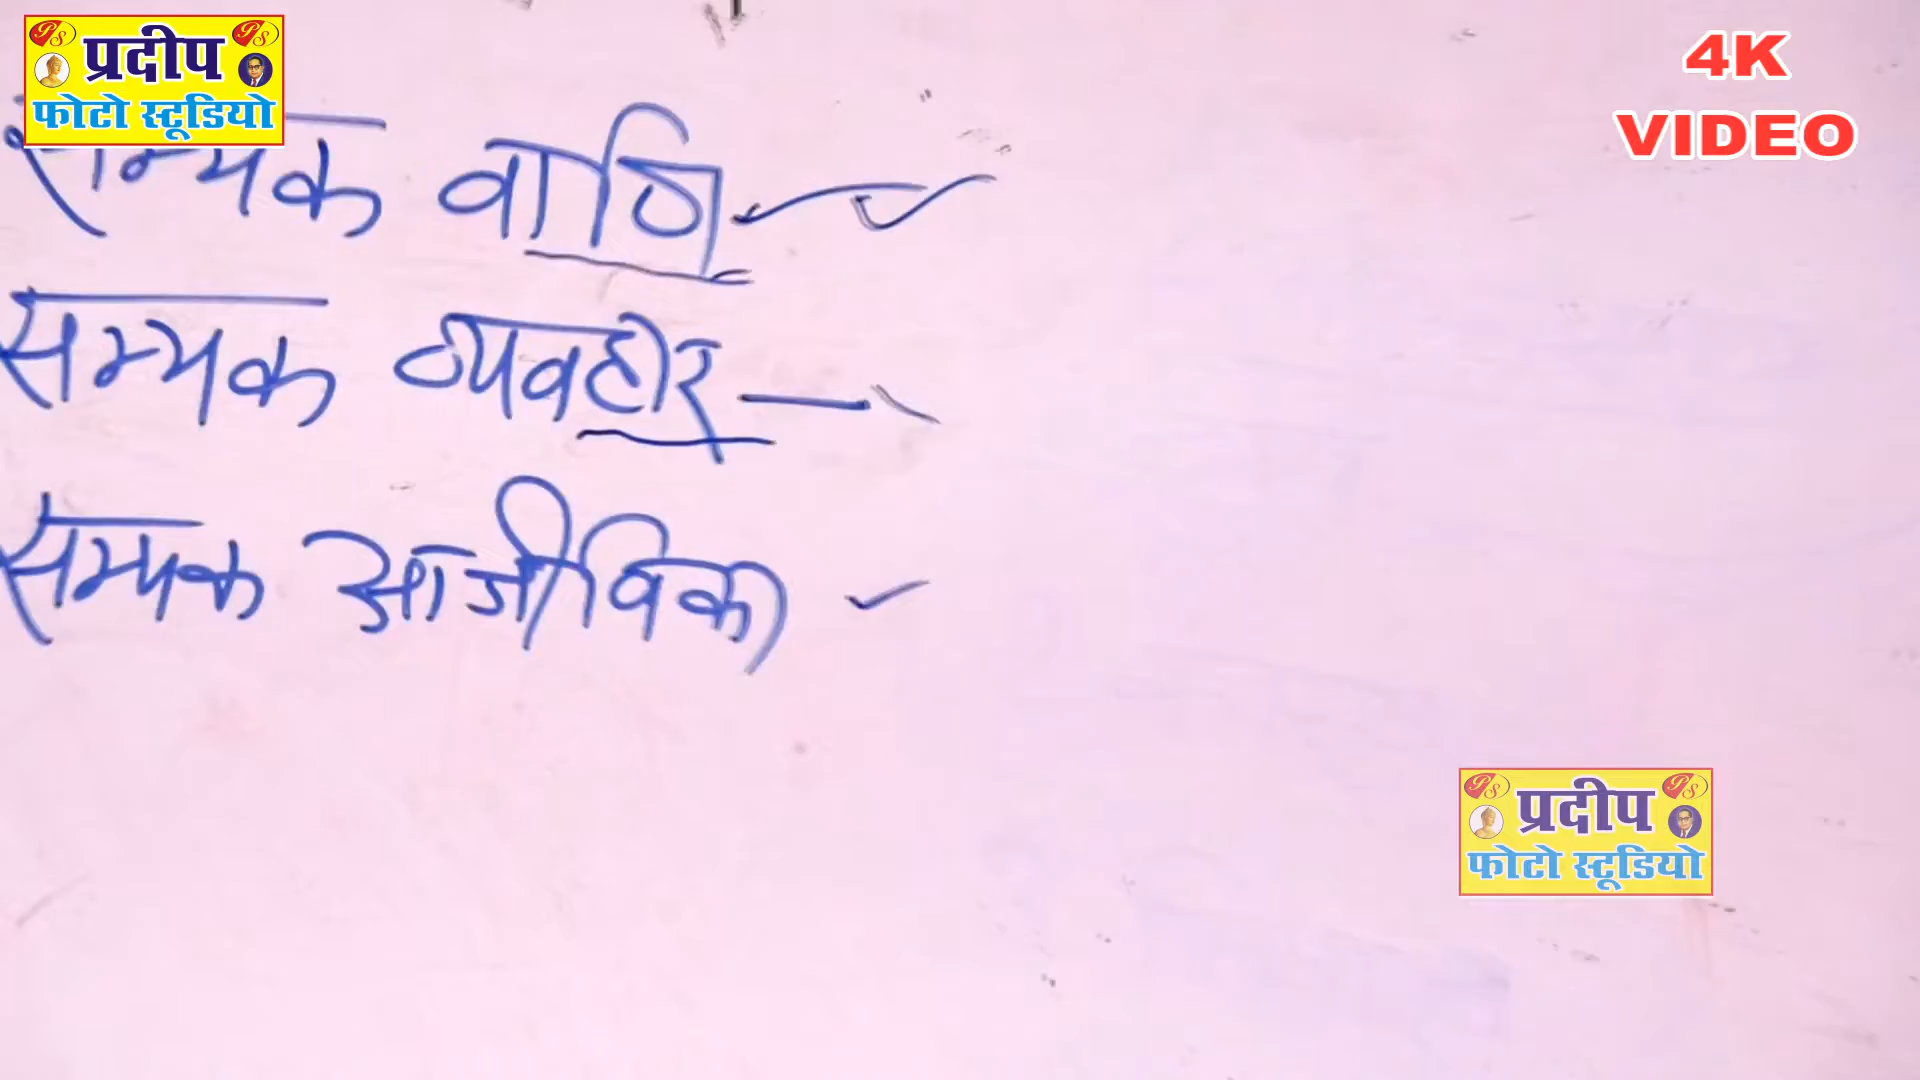 प्रदीप
फोटो स्टूडियो
4K
VIDEO
सम्यक वाणि
सम्यक व्यवहार
सम्यक आजीविका
प्रदीप
फोटो स्टूडियो